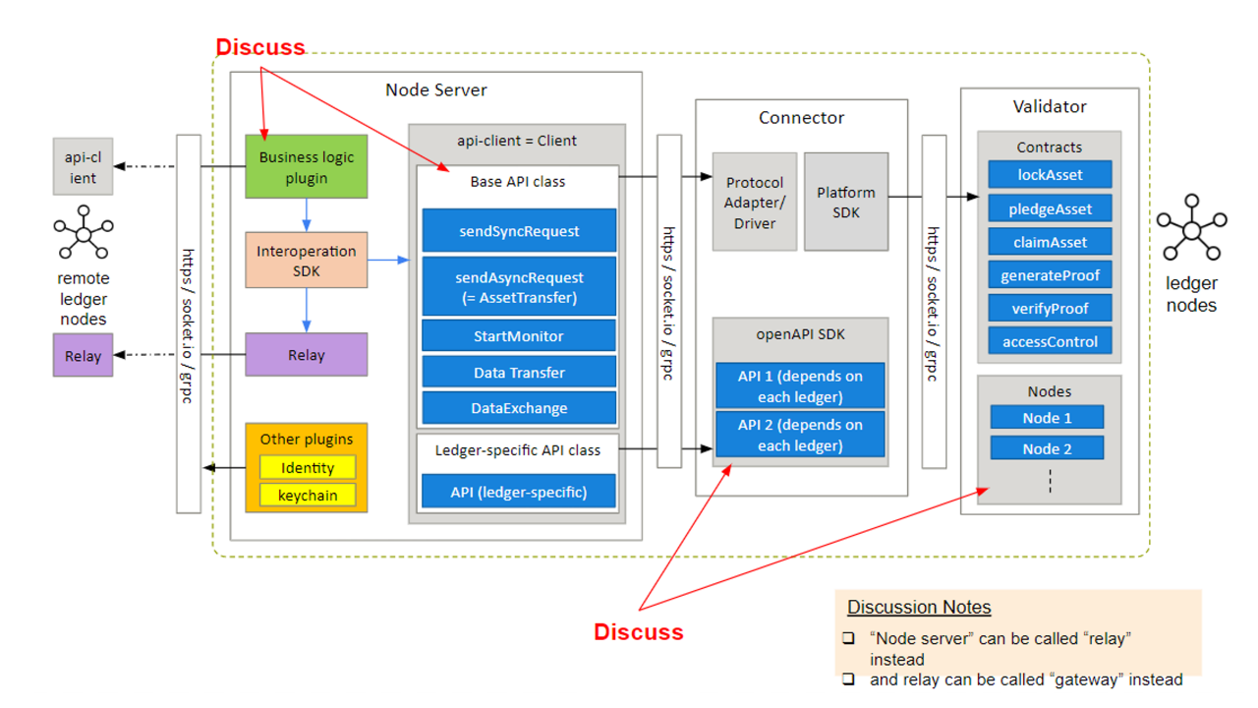 Discuss
Node Server
Business logic
plugin
Interoperation
SDK
Relay
Other plugins
Identity
keychain
api-client = Client
Base API class
sendSyncRequest
sendAsyncRequest
(= AssetTransfer)
StartMonitor
Data Transfer
DataExchange
Ledger-specific API class
API (ledger-specific)
api-cl
ient
remote
ledger
nodes
Relay
https / socket.io / grpc
https / socket.io / grpc
Connector
Protocol
Adapter/
Driver
Platform
SDK
openAPI SDK
API 1 (depends on
each ledger)
API 2 (depends on
each ledger)
https / socket.io / grpc
Validator
Contracts
lockAsset
pledgeAsset
claimAsset
generateProof
verifyProof
accessControl
Nodes
Node 1
Node 2
ledger
nodes
Discuss
Discussion Notes
❑ “Node server” can be called “relay”
instead
❑ and relay can be called “gateway” instead